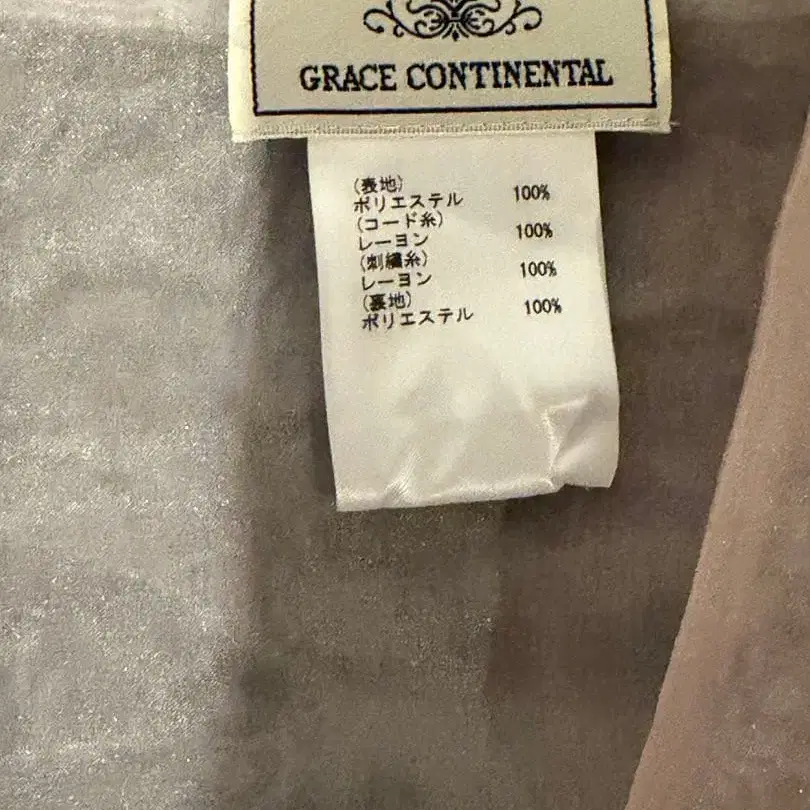 GRACE CONTINENTAL
(表地)
ポリエステル 100%
(コード糸)
レーヨン 100%
(刺繍糸)
レーヨン 100%
(裏地)
ポリエステル 100%